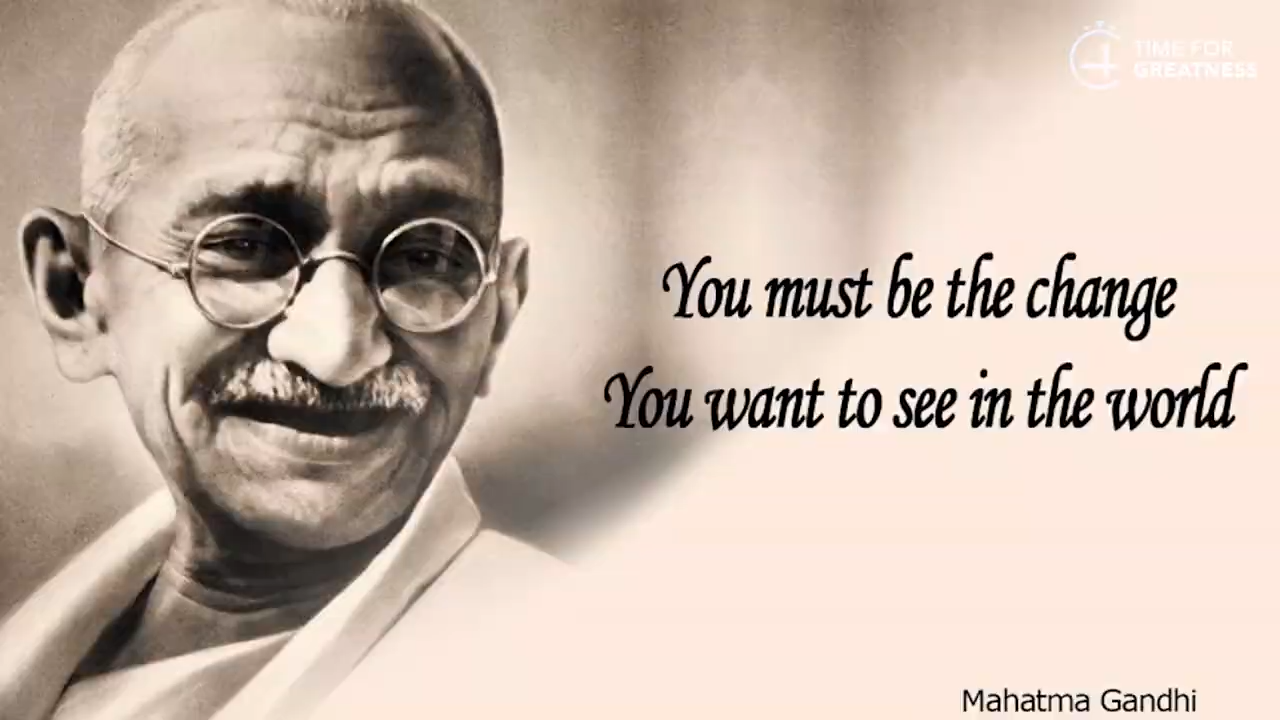 TIME FOR
GREATNESS
You must be the change
You want to see in the world
Mahatma Gandhi